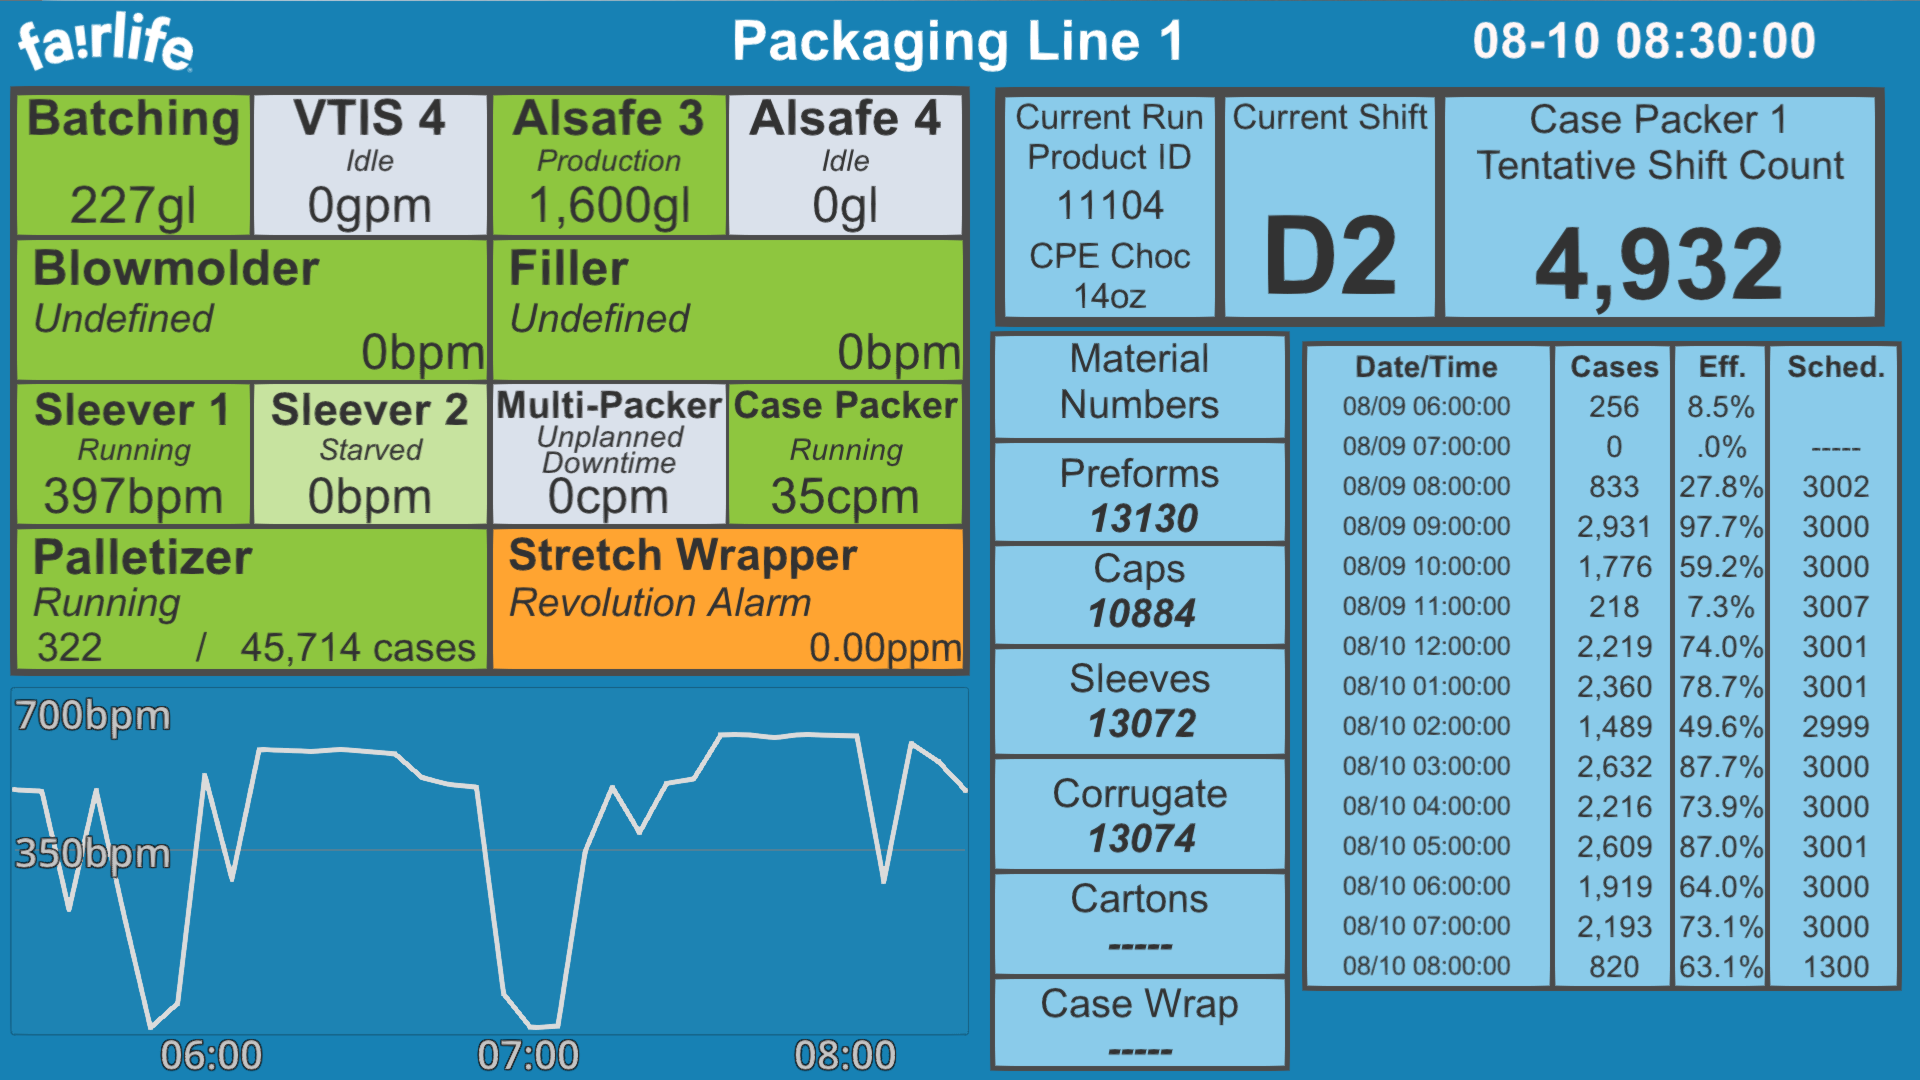 fa!rlife
Packaging Line 1
08-10 08:30:00
Batching
227gl
VTIS 4
Idle
0gpm
Alsafe 3
Production
1,600gl
Alsafe 4
Idle
0gl
Blowmolder
Undefined
0bpm
Filler
Undefined
0bpm
Sleever 1
Running
397bpm
Sleever 2
Starved
0bpm
Multi-Packer
Unplanned
Downtime
0cpm
Case Packer
Running
35cpm
Palletizer
Running
322 / 45,714 cases
Stretch Wrapper
Revolution Alarm
0.00ppm
700bpm
350bpm
06:00 07:00 08:00
Current Run
Product ID
11104
CPE Choc
14oz
Current Shift
D2
Case Packer 1
Tentative Shift Count
4,932
Material
Numbers
Preforms
13130
Caps
10884
Sleeves
13072
Corrugate
13074
Cartons
-----
Case Wrap
-----
Date/Time Cases Eff. Sched.
08/09 06:00:00 256 8.5%
08/09 07:00:00 0 .0% -----
08/09 08:00:00 833 27.8% 3002
08/09 09:00:00 2,931 97.7% 3000
08/09 10:00:00 1,776 59.2% 3000
08/09 11:00:00 218 7.3% 3007
08/10 12:00:00 2,219 74.0% 3001
08/10 01:00:00 2,360 78.7% 3001
08/10 02:00:00 1,489 49.6% 2999
08/10 03:00:00 2,632 87.7% 3000
08/10 04:00:00 2,216 73.9% 3000
08/10 05:00:00 2,609 87.0% 3001
08/10 06:00:00 1,919 64.0% 3000
08/10 07:00:00 2,193 73.1% 3000
08/10 08:00:00 820 63.1% 1300